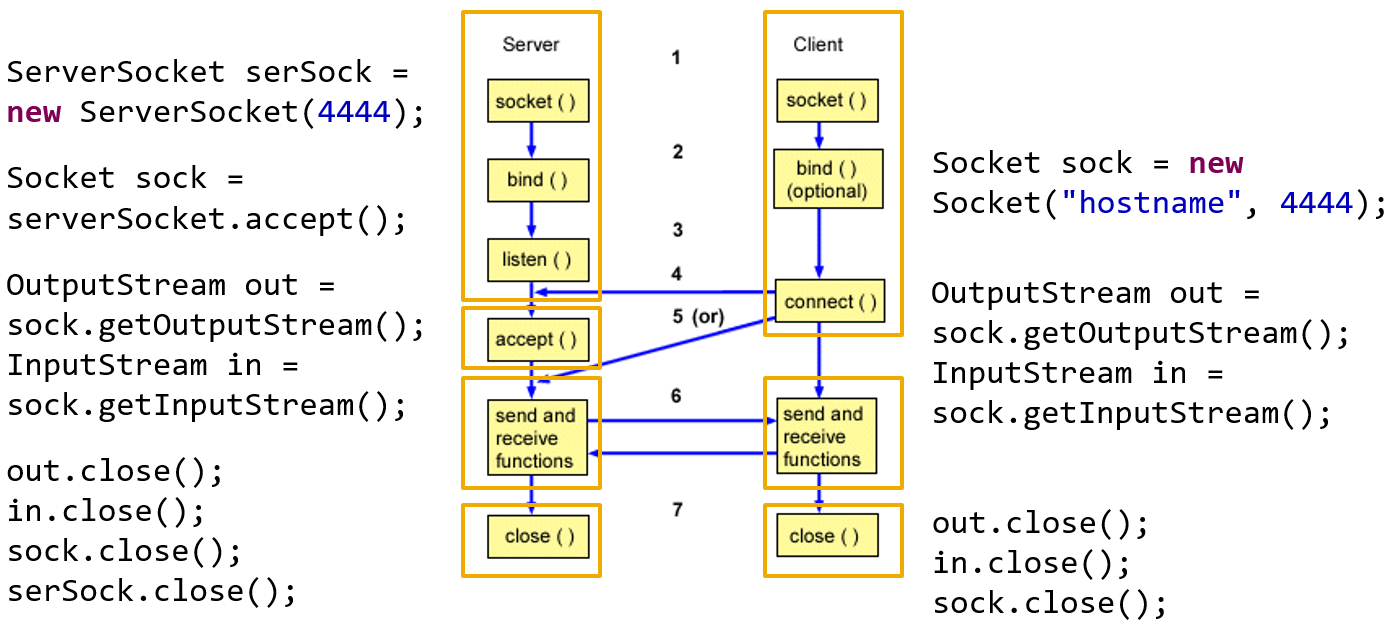 ServerSocket serSock =
new ServerSocket(4444);
Socket sock =
serverSocket.accept();
OutputStream out =
sock.getOutputStream();
InputStream in =
sock.getInputStream();
out.close();
in.close();
sock.close();
serSock.close();
Server
socket ( )
bind ( )
listen ( )
accept ( )
send and
receive
functions
close ( )
1
2
3
4
5 (or)
6
7
Client
socket ( )
bind ( )
(optional)
connect ( )
send and
receive
functions
close ( )
Socket sock = new
Socket("hostname", 4444);
OutputStream out =
sock.getOutputStream();
InputStream in =
sock.getInputStream();
out.close();
in.close();
sock.close();